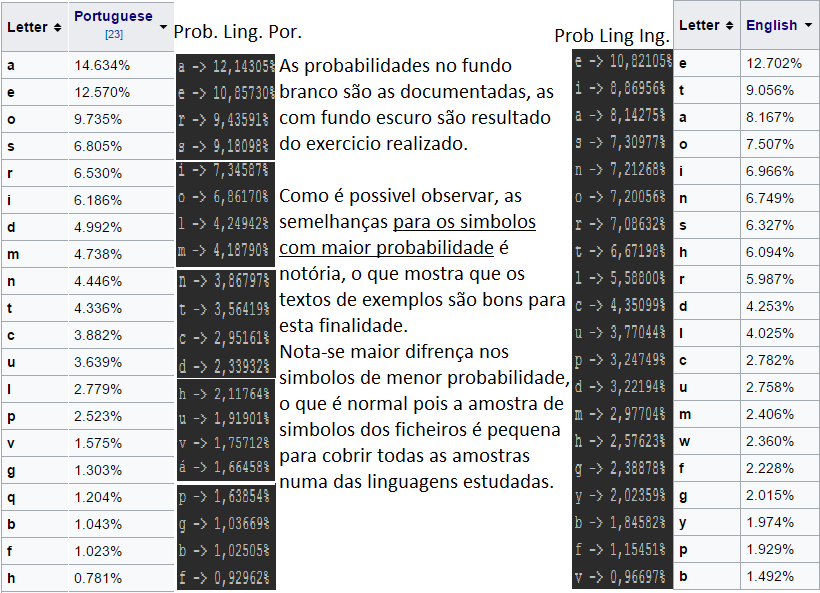 Letter Portuguese [23]
a 14.634%
e 12.570%
o 9.735%
s 6.805%
r 6.530%
i 6.186%
d 4.992%
m 4.738%
n 4.446%
t 4.336%
c 3.882%
u 3.639%
l 2.779%
p 2.523%
v 1.575%
g 1.303%
q 1.204%
b 1.043%
f 1.023%
h 0.781%
Prob. Ling. Por.
a -> 12,14305%
e -> 10,85730%
r -> 9,43591%
s -> 9,18098%
i -> 7,34587%
o -> 6,86170%
l -> 4,24942%
m -> 4,18790%
n -> 3,86797%
t -> 3,56419%
c -> 2,95161%
d -> 2,33932%
h -> 2,11764%
u -> 1,91901%
v -> 1,75712%
á -> 1,66458%
p -> 1,63854%
g -> 1,03669%
b -> 1,02505%
f -> 0,92962%
As probabilidades no fundo
branco são as documentadas, as
com fundo escuro são resultado
do exercicio realizado.
Como é possivel observar, as
semelhanças para os simbolos
com maior probabilidade é
notória, o que mostra que os
textos de exemplos são bons para
esta finalidade.
Nota-se maior difrença nos
simbolos de menor probabilidade,
o que é normal pois a amostra de
simbolos dos ficheiros é pequena
para cobrir todas as amostras
numa das linguagens estudadas.
Prob Ling Ing.
e -> 10,82105%
i -> 8,86956%
a -> 8,14275%
s -> 7,30977%
n -> 7,21268%
o -> 7,20056%
r -> 7,08632%
t -> 6,67198%
l -> 5,58800%
c -> 4,35099%
u -> 3,77044%
p -> 3,24749%
d -> 3,22194%
m -> 2,97704%
h -> 2,57623%
g -> 2,38878%
y -> 2,02359%
b -> 1,84582%
f -> 1,15451%
v -> 0,96697%
Letter English
e 12.702%
t 9.056%
a 8.167%
o 7.507%
i 6.966%
n 6.749%
s 6.327%
h 6.094%
r 5.987%
d 4.253%
l 4.025%
c 2.782%
u 2.758%
m 2.406%
w 2.360%
f 2.228%
g 2.015%
y 1.974%
p 1.929%
b 1.492%